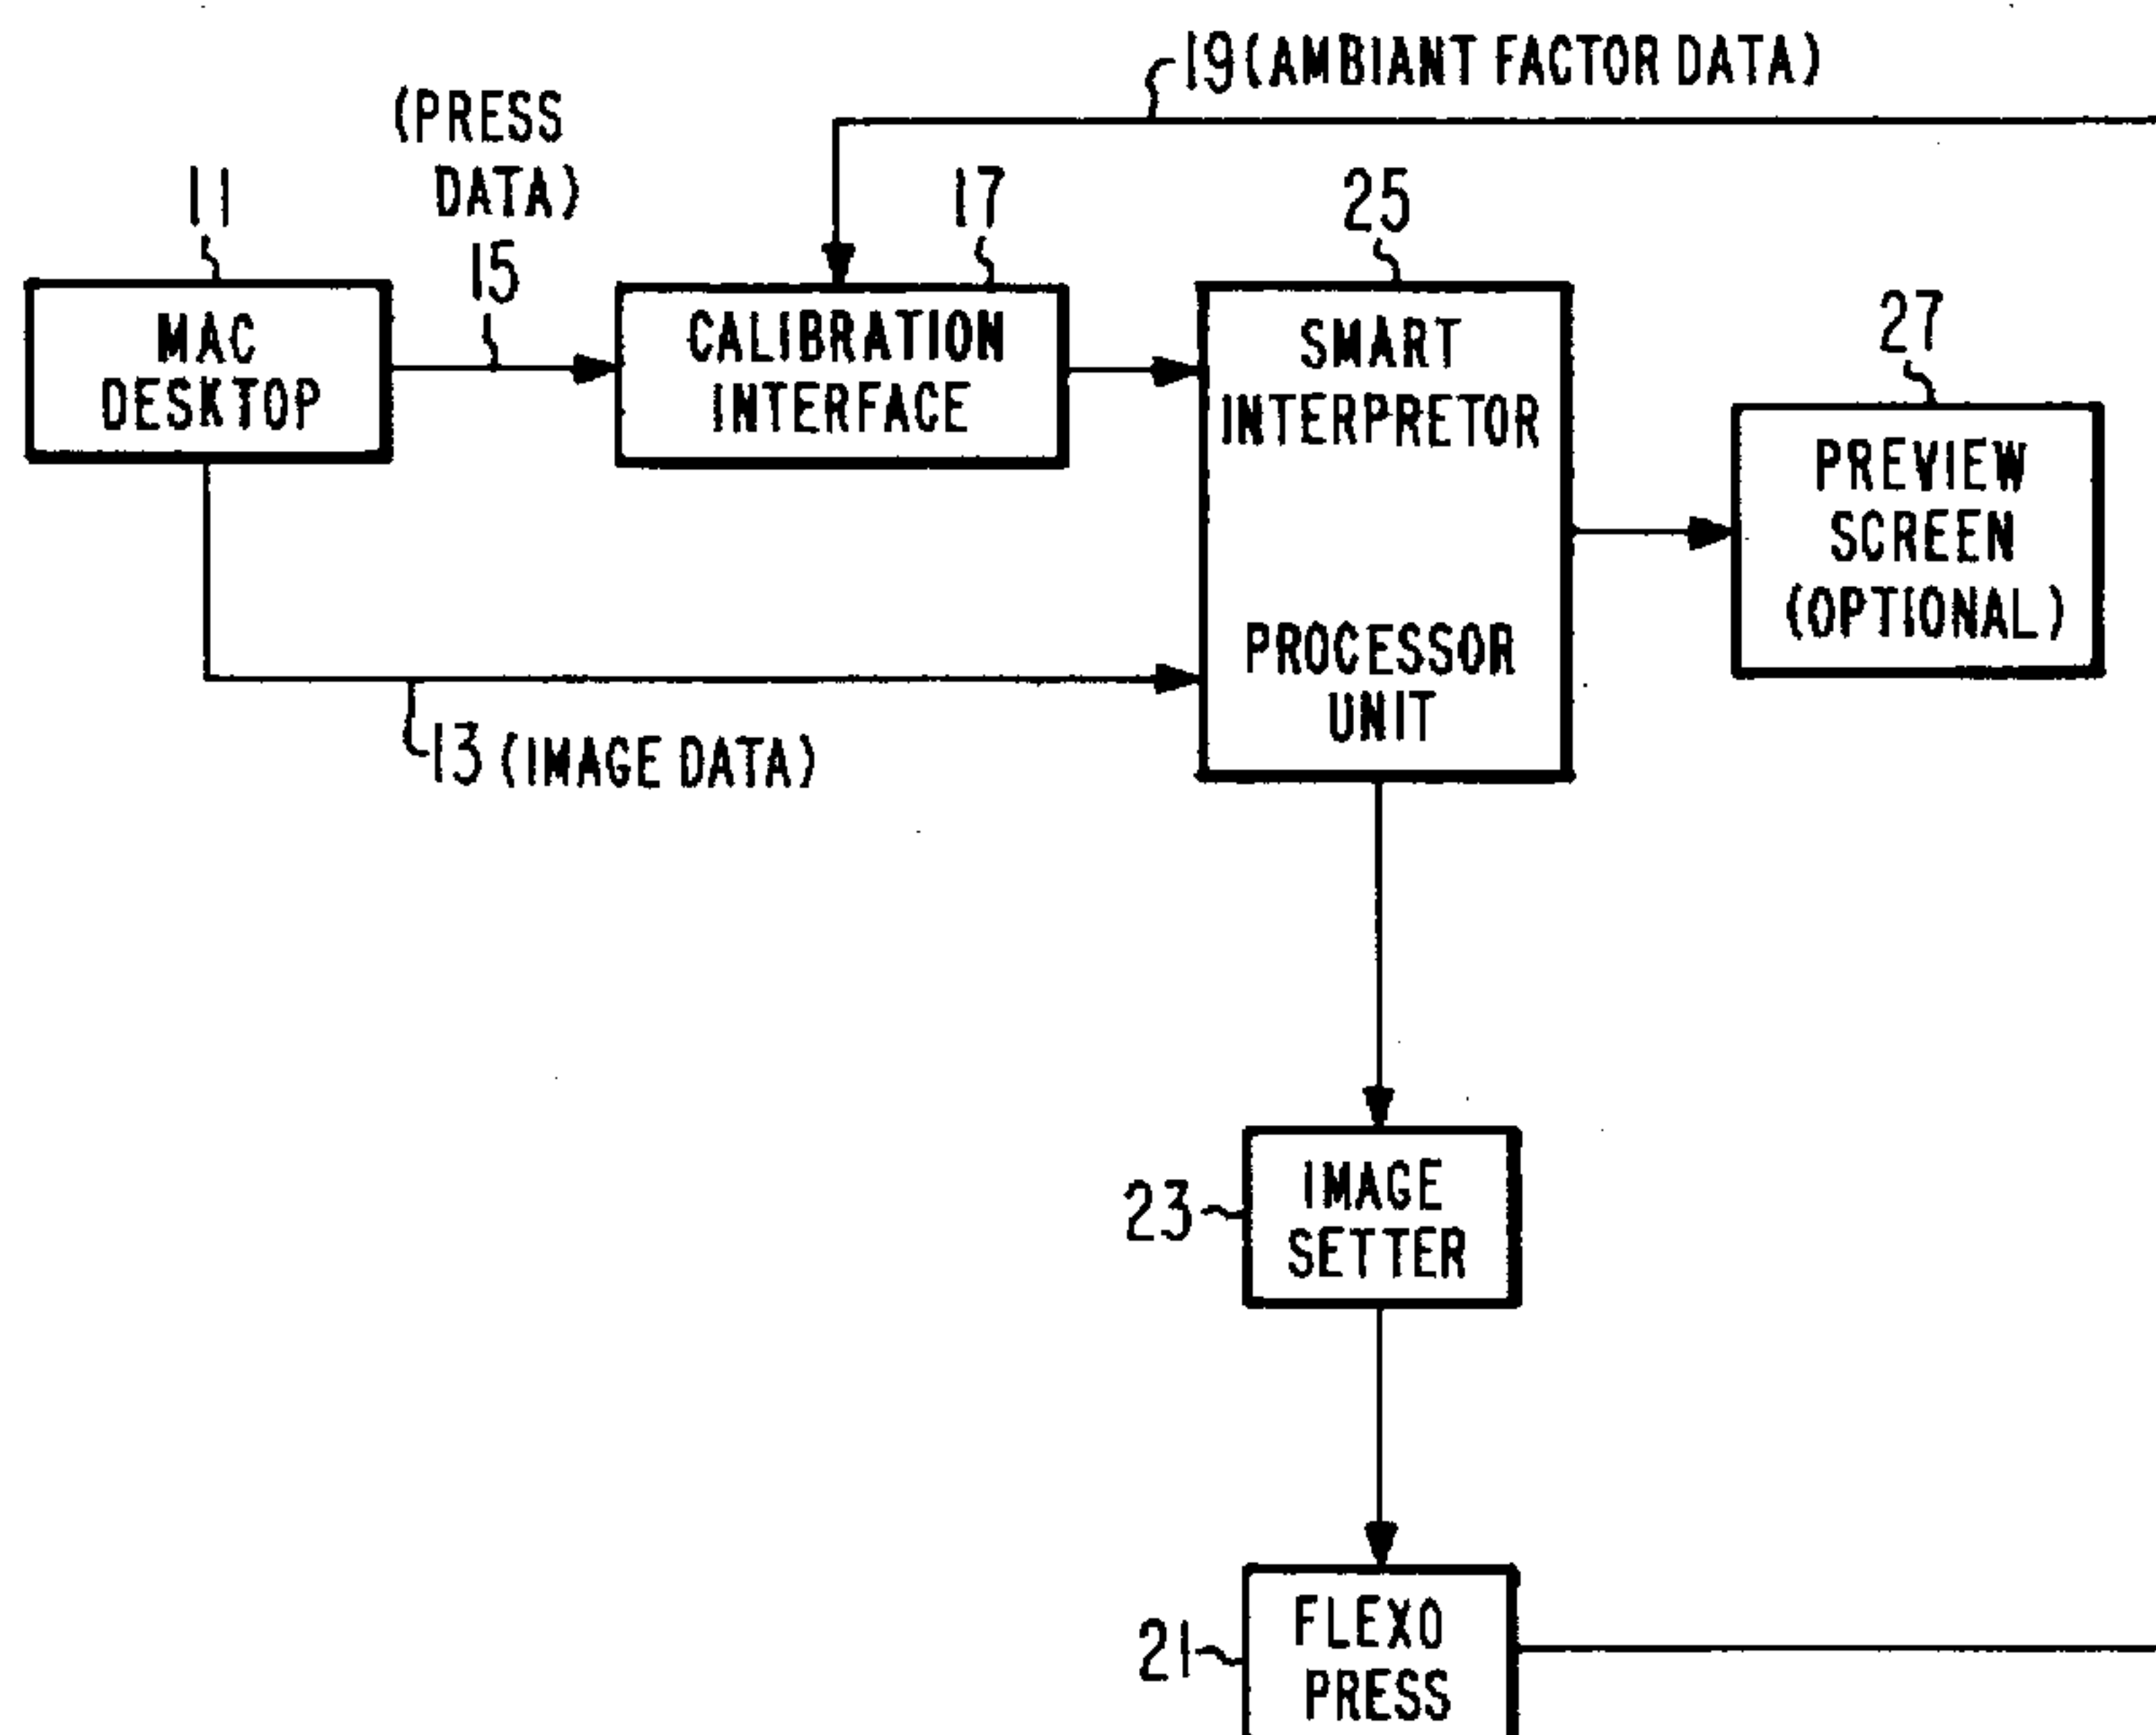 19 (AMBIANT FACTOR DATA)
(PRESS
DATA)
15
11
17
25
27
MAC
DESKTOP
CALIBRATION
INTERFACE
SMART
INTERPRETOR
PROCESSOR
UNIT
PREVIEW
SCREEN
(OPTIONAL)
13 (IMAGE DATA)
23
IMAGE
SETTER
21
FLEXO
PRESS